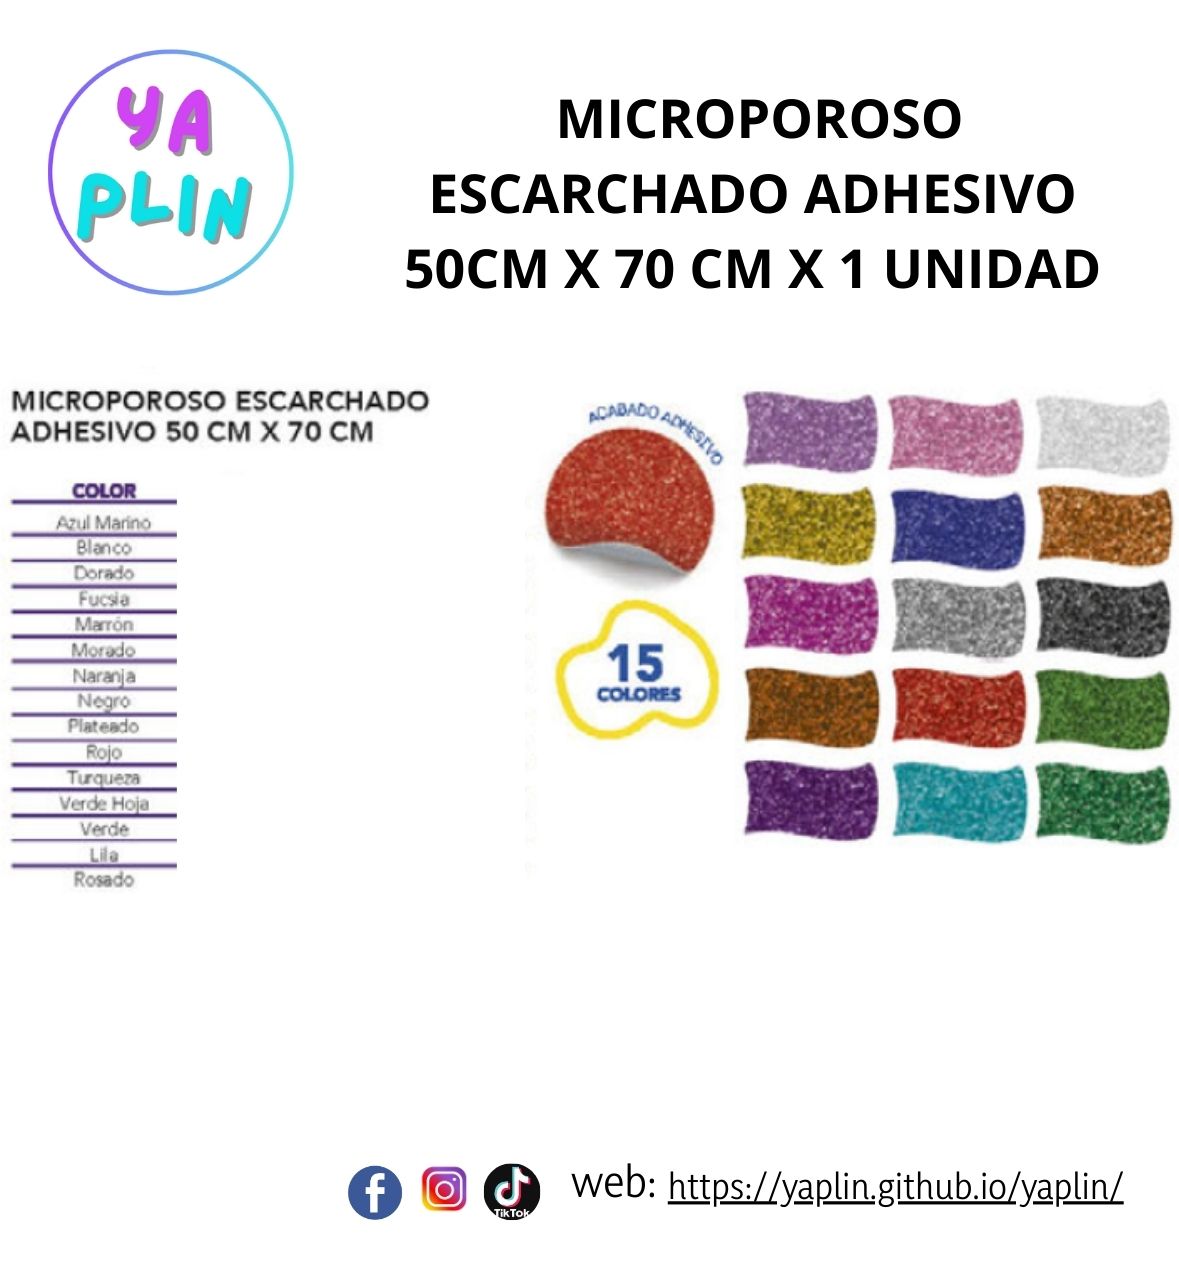 YA
PLIN
MICROPOROSO
ESCARCHADO ADHESIVO
50CM X 70 CM X 1 UNIDAD
MICROPOROSO ESCARCHADO
ADHESIVO 50 CM X 70 CM
COLOR
Azul Marino
Blanco
Dorado
Fucsia
Marrón
Morado
Naranja
Negro
Plateado
Rojo
Turqueza
Verde Hoja
Verde
Lila
Rosado
ACABADO ADHESIVO
15
COLORES
TikTok
web: https://yaplin.github.io/yaplin/